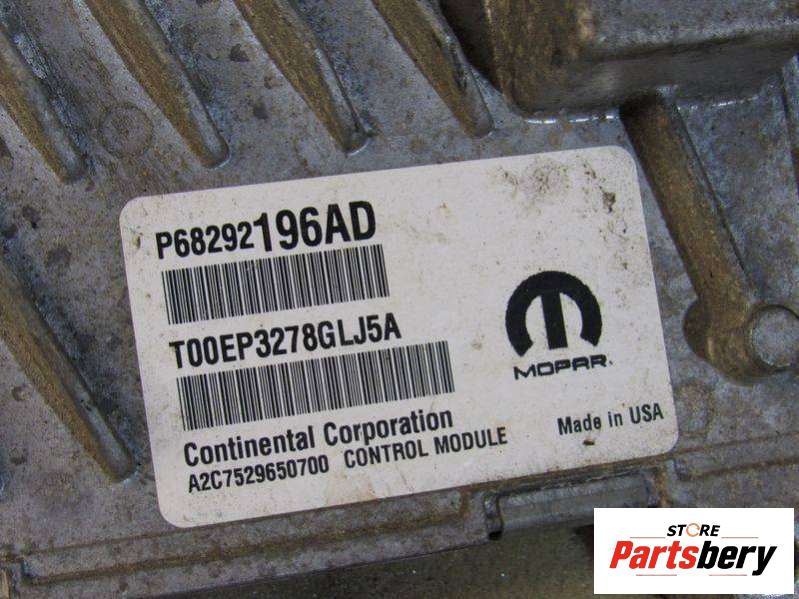 P68292196AD
T00EP3278GLJ5A
MOPAR.
Continental Corporation
A2C7529650700 CONTROL MODULE
Made in USA
STORE
Partsbery